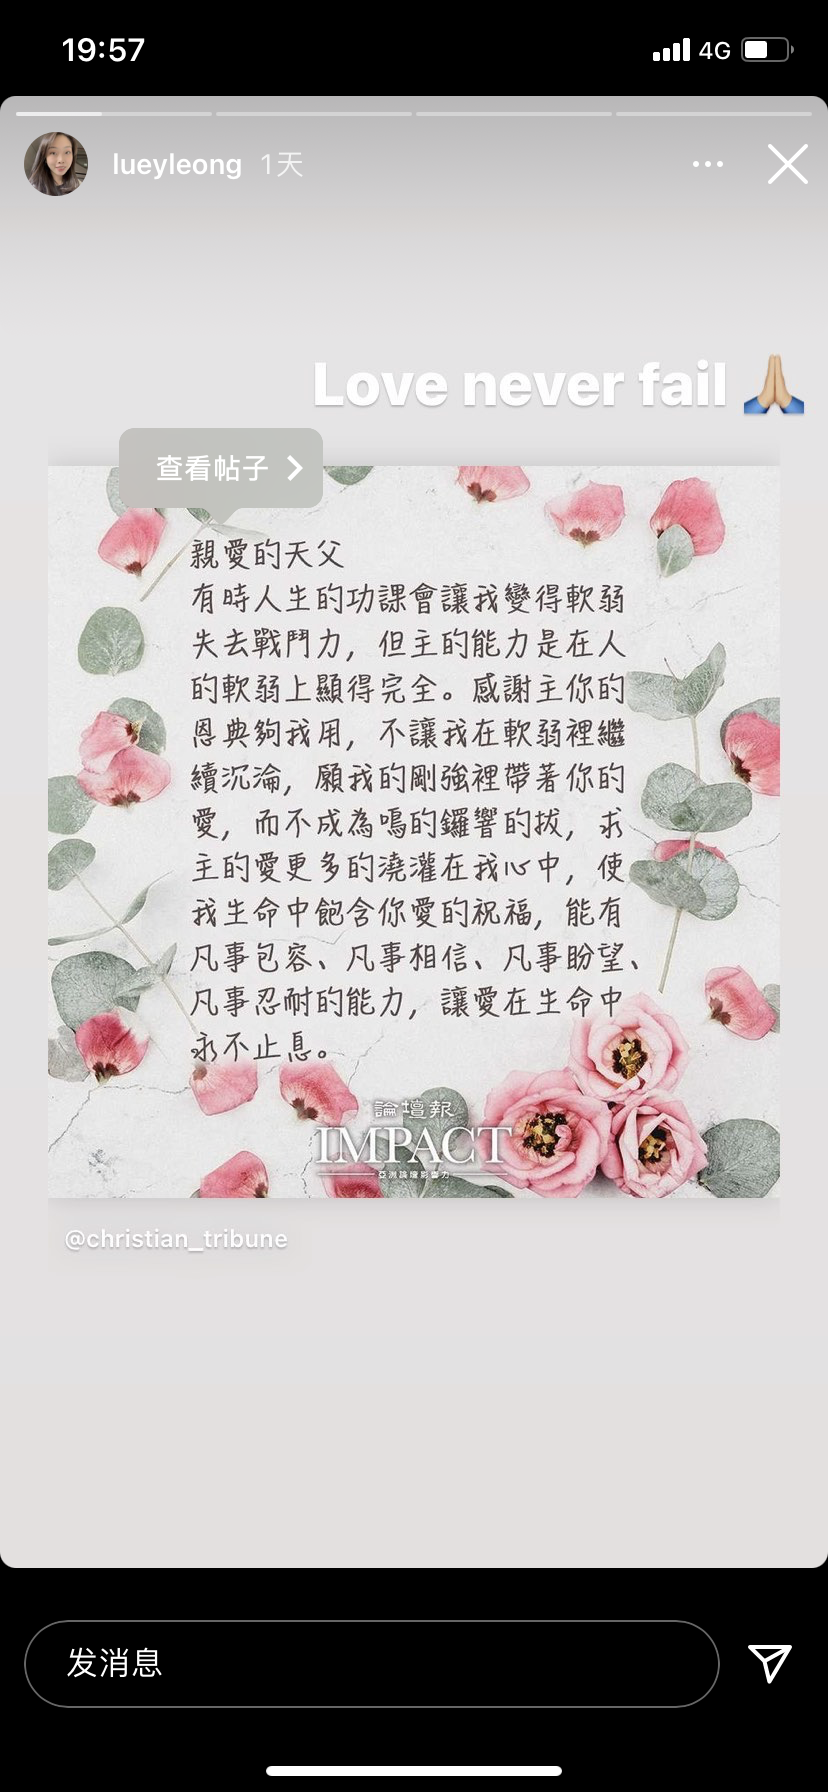 19:57
4G
lueyleong 1天
Love never fail 🙏🏼
查看帖子
親愛的天父
有時人生的功課會讓我變得軟弱
失去戰鬥力，但主的能力是在人
的軟弱上顯得完全。感謝主你的
恩典夠我用，不讓我在軟弱裡繼
續沉淪，願我的剛強裡帶著你的
愛，而不成為鳴的鑼響的拔，求
主的愛更多的澆灌在我心中，使
我生命中飽含你愛的祝福，能有
凡事包容、凡事相信、凡事盼望、
凡事忍耐的能力，讓愛在生命中
永不止息。
論壇報
IMPACT
亞洲論壇影響力
@christian_tribune
发消息